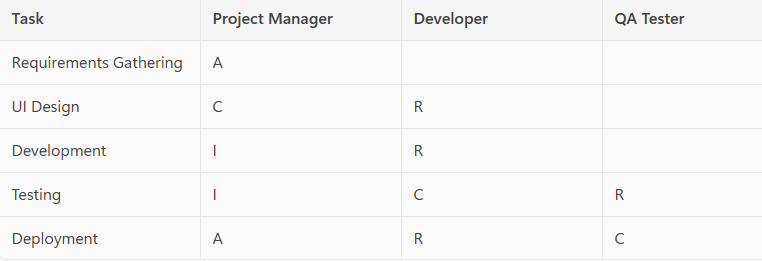 Task Project Manager Developer QA Tester
Requirements Gathering A
UI Design C R
Development I R
Testing I C R
Deployment A R C